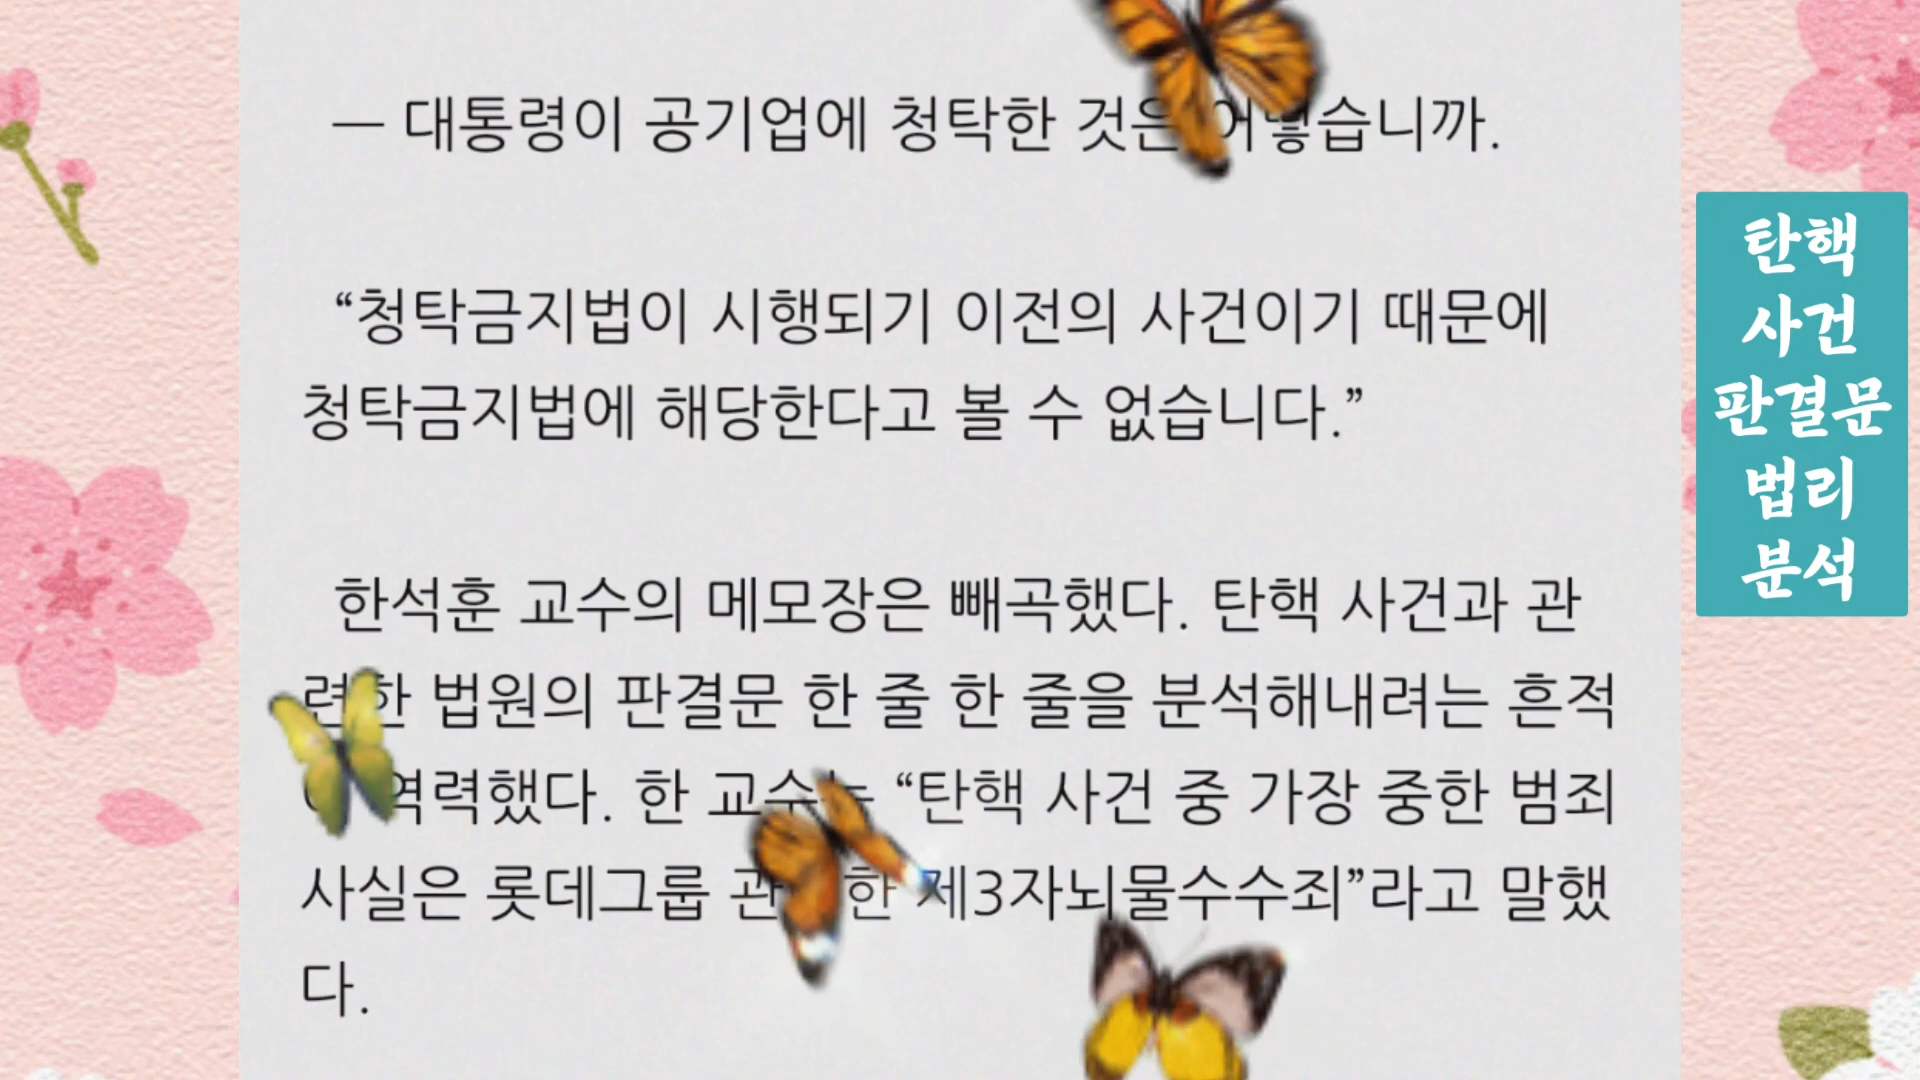 ― 대통령이 공기업에 청탁한 것은 어떻습니까.
“청탁금지법이 시행되기 이전의 사건이기 때문에
청탁금지법에 해당한다고 볼 수 없습니다.”
한석훈 교수의 메모장은 빼곡했다. 탄핵 사건과 관
련한 법원의 판결문 한 줄 한 줄을 분석해내려는 흔적
역력했다. 한 교수는 “탄핵 사건 중 가장 중한 범죄
사실은 롯데그룹 한 제3자뇌물수수죄”라고 말했
다.
탄핵
사건
판결문
법리
분석